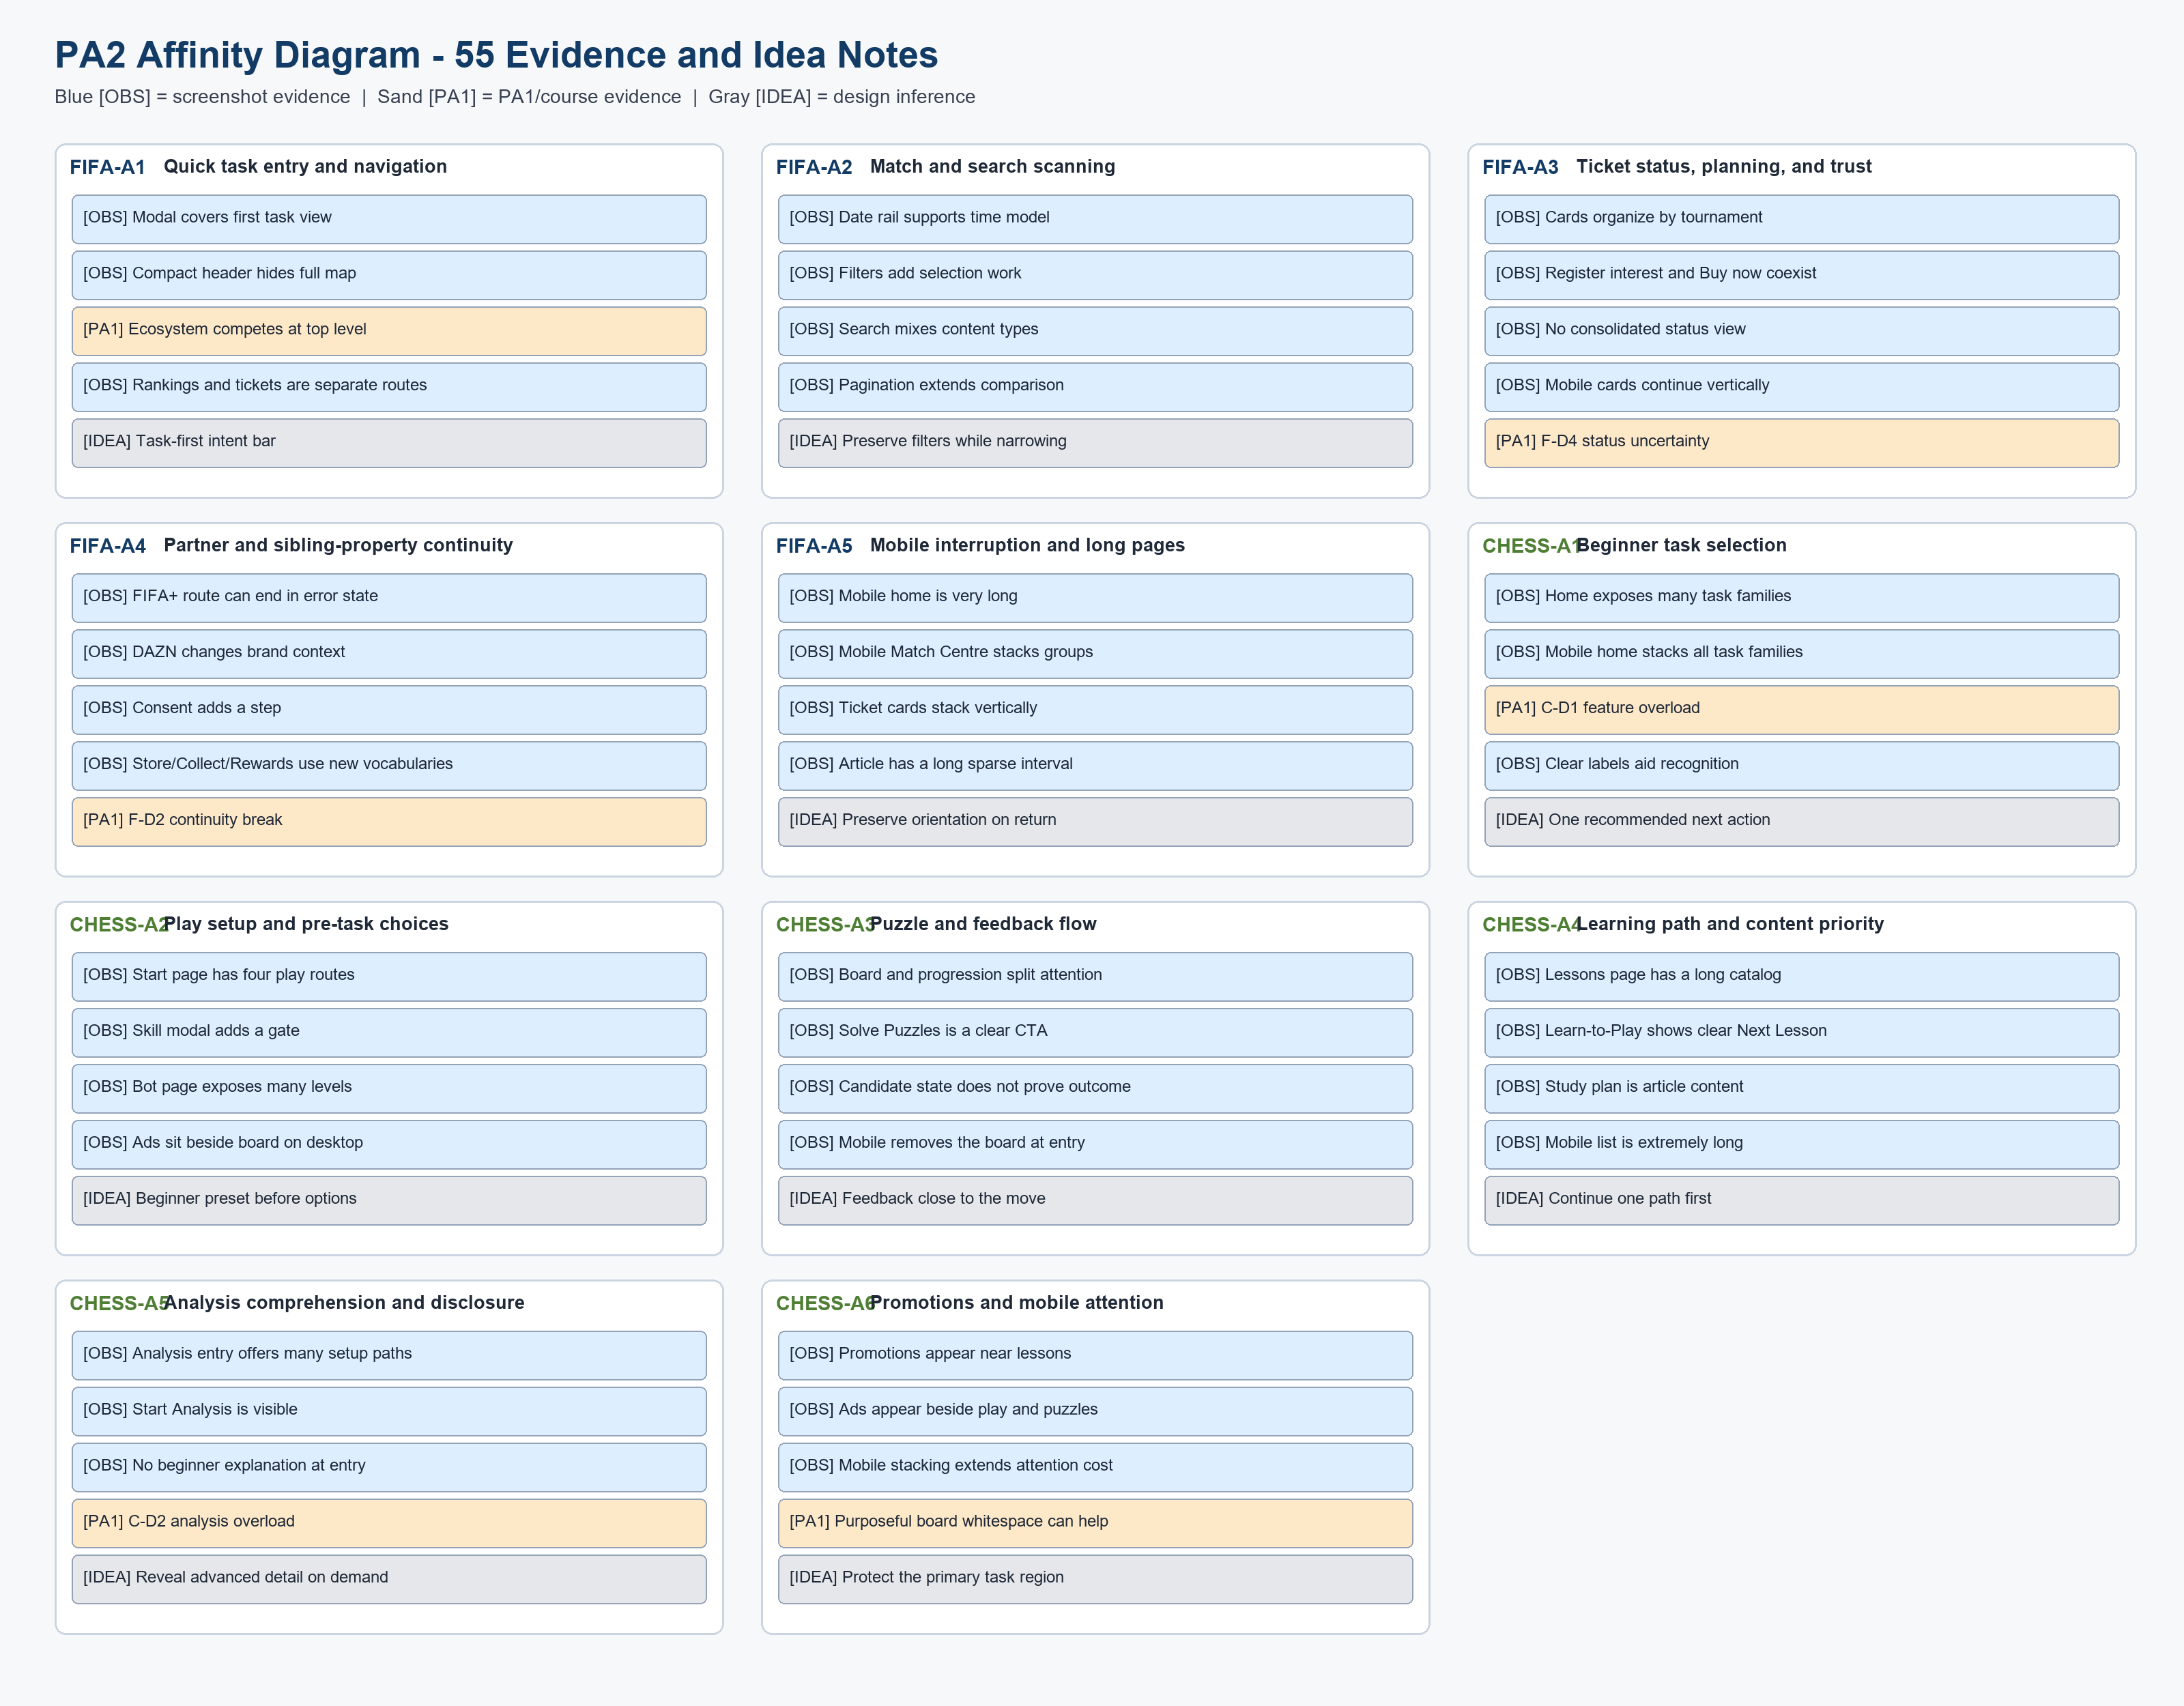 PA2 Affinity Diagram - 55 Evidence and Idea Notes
Blue [OBS] = screenshot evidence | Sand [PA1] = PA1/course evidence | Gray [IDEA] = design inference
FIFA-A1 Quick task entry and navigation
[OBS] Modal covers first task view
[OBS] Compact header hides full map
[PA1] Ecosystem competes at top level
[OBS] Rankings and tickets are separate routes
[IDEA] Task-first intent bar
FIFA-A2 Match and search scanning
[OBS] Date rail supports time model
[OBS] Filters add selection work
[OBS] Search mixes content types
[OBS] Pagination extends comparison
[IDEA] Preserve filters while narrowing
FIFA-A3 Ticket status, planning, and trust
[OBS] Cards organize by tournament
[OBS] Register interest and Buy now coexist
[OBS] No consolidated status view
[OBS] Mobile cards continue vertically
[PA1] F-D4 status uncertainty
FIFA-A4 Partner and sibling-property continuity
[OBS] FIFA+ route can end in error state
[OBS] DAZN changes brand context
[OBS] Consent adds a step
[OBS] Store/Collect/Rewards use new vocabularies
[PA1] F-D2 continuity break
FIFA-A5 Mobile interruption and long pages
[OBS] Mobile home is very long
[OBS] Mobile Match Centre stacks groups
[OBS] Ticket cards stack vertically
[OBS] Article has a long sparse interval
[IDEA] Preserve orientation on return
CHESS-A1 Beginner task selection
[OBS] Home exposes many task families
[OBS] Mobile home stacks all task families
[PA1] C-D1 feature overload
[OBS] Clear labels aid recognition
[IDEA] One recommended next action
CHESS-A2 Play setup and pre-task choices
[OBS] Start page has four play routes
[OBS] Skill modal adds a gate
[OBS] Bot page exposes many levels
[OBS] Ads sit beside board on desktop
[IDEA] Beginner preset before options
CHESS-A3 Puzzle and feedback flow
[OBS] Board and progression split attention
[OBS] Solve Puzzles is a clear CTA
[OBS] Candidate state does not prove outcome
[OBS] Mobile removes the board at entry
[IDEA] Feedback close to the move
CHESS-A4 Learning path and content priority
[OBS] Lessons page has a long catalog
[OBS] Learn-to-Play shows clear Next Lesson
[OBS] Study plan is article content
[OBS] Mobile list is extremely long
[IDEA] Continue one path first
CHESS-A5 Analysis comprehension and disclosure
[OBS] Analysis entry offers many setup paths
[OBS] Start Analysis is visible
[OBS] No beginner explanation at entry
[PA1] C-D2 analysis overload
[IDEA] Reveal advanced detail on demand
CHESS-A6 Promotions and mobile attention
[OBS] Promotions appear near lessons
[OBS] Ads appear beside play and puzzles
[OBS] Mobile stacking extends attention cost
[PA1] Purposeful board whitespace can help
[IDEA] Protect the primary task region